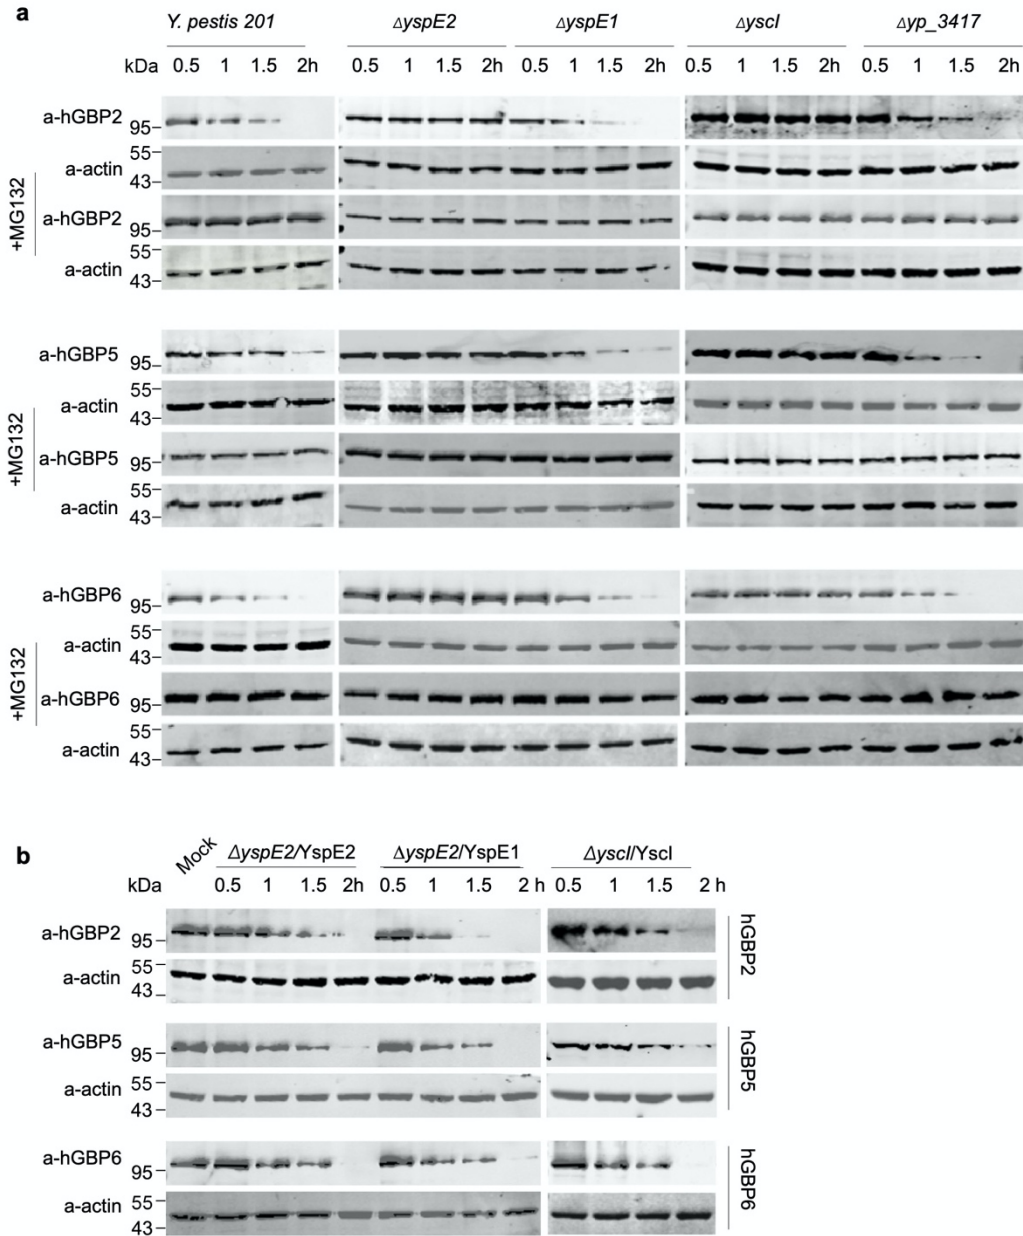 a
Y. pestis 201 ΔyspE2 ΔyspE1 ΔyscI Δyp_3417
kDa 0.5 1 1.5 2h 0.5 1 1.5 2h 0.5 1 1.5 2h 0.5 1 1.5 2h 0.5 1 1.5 2h
a-hGBP2 95
55
a-actin
43
+MG132
a-hGBP2
95
55
a-actin
43
a-hGBP5
95
55
a-actin
43
+MG132
a-hGBP5
95
55
a-actin
43
a-hGBP6
95
55
a-actin
43
+MG132
a-hGBP6
95
55
a-actin
43
b
Mock ΔyspE2/YspE2 ΔyspE2/YspE1 ΔyscI/YscI
kDa 0.5 1 1.5 2h 0.5 1 1.5 2 h 0.5 1 1.5 2 h
a-hGBP2
95
hGBP2
55
a-actin
43
a-hGBP5
95
hGBP5
55
a-actin
43
a-hGBP6
95
hGBP6
55
a-actin
43